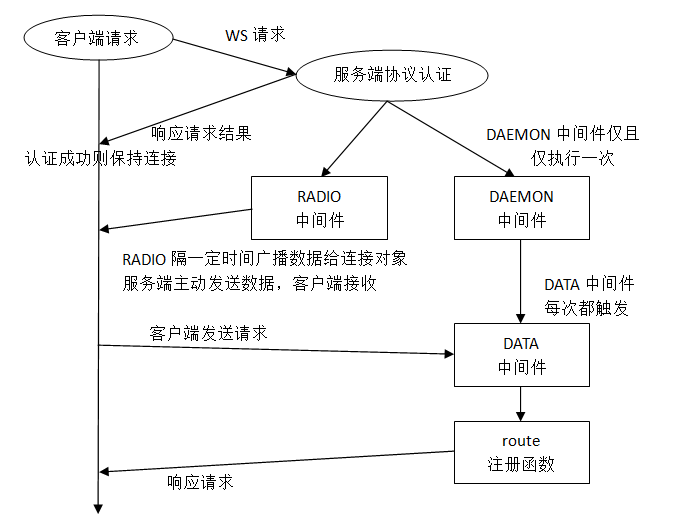 客户端请求
WS 请求
服务端协议认证
响应请求结果
认证成功则保持连接
DAEMON 中间件仅且
仅执行一次
RADIO
中间件
DAEMON
中间件
RADIO 隔一定时间广播数据给连接对象
服务端主动发送数据，客户端接收
DATA 中间件
每次都触发
客户端发送请求
DATA
中间件
route
注册函数
响应请求